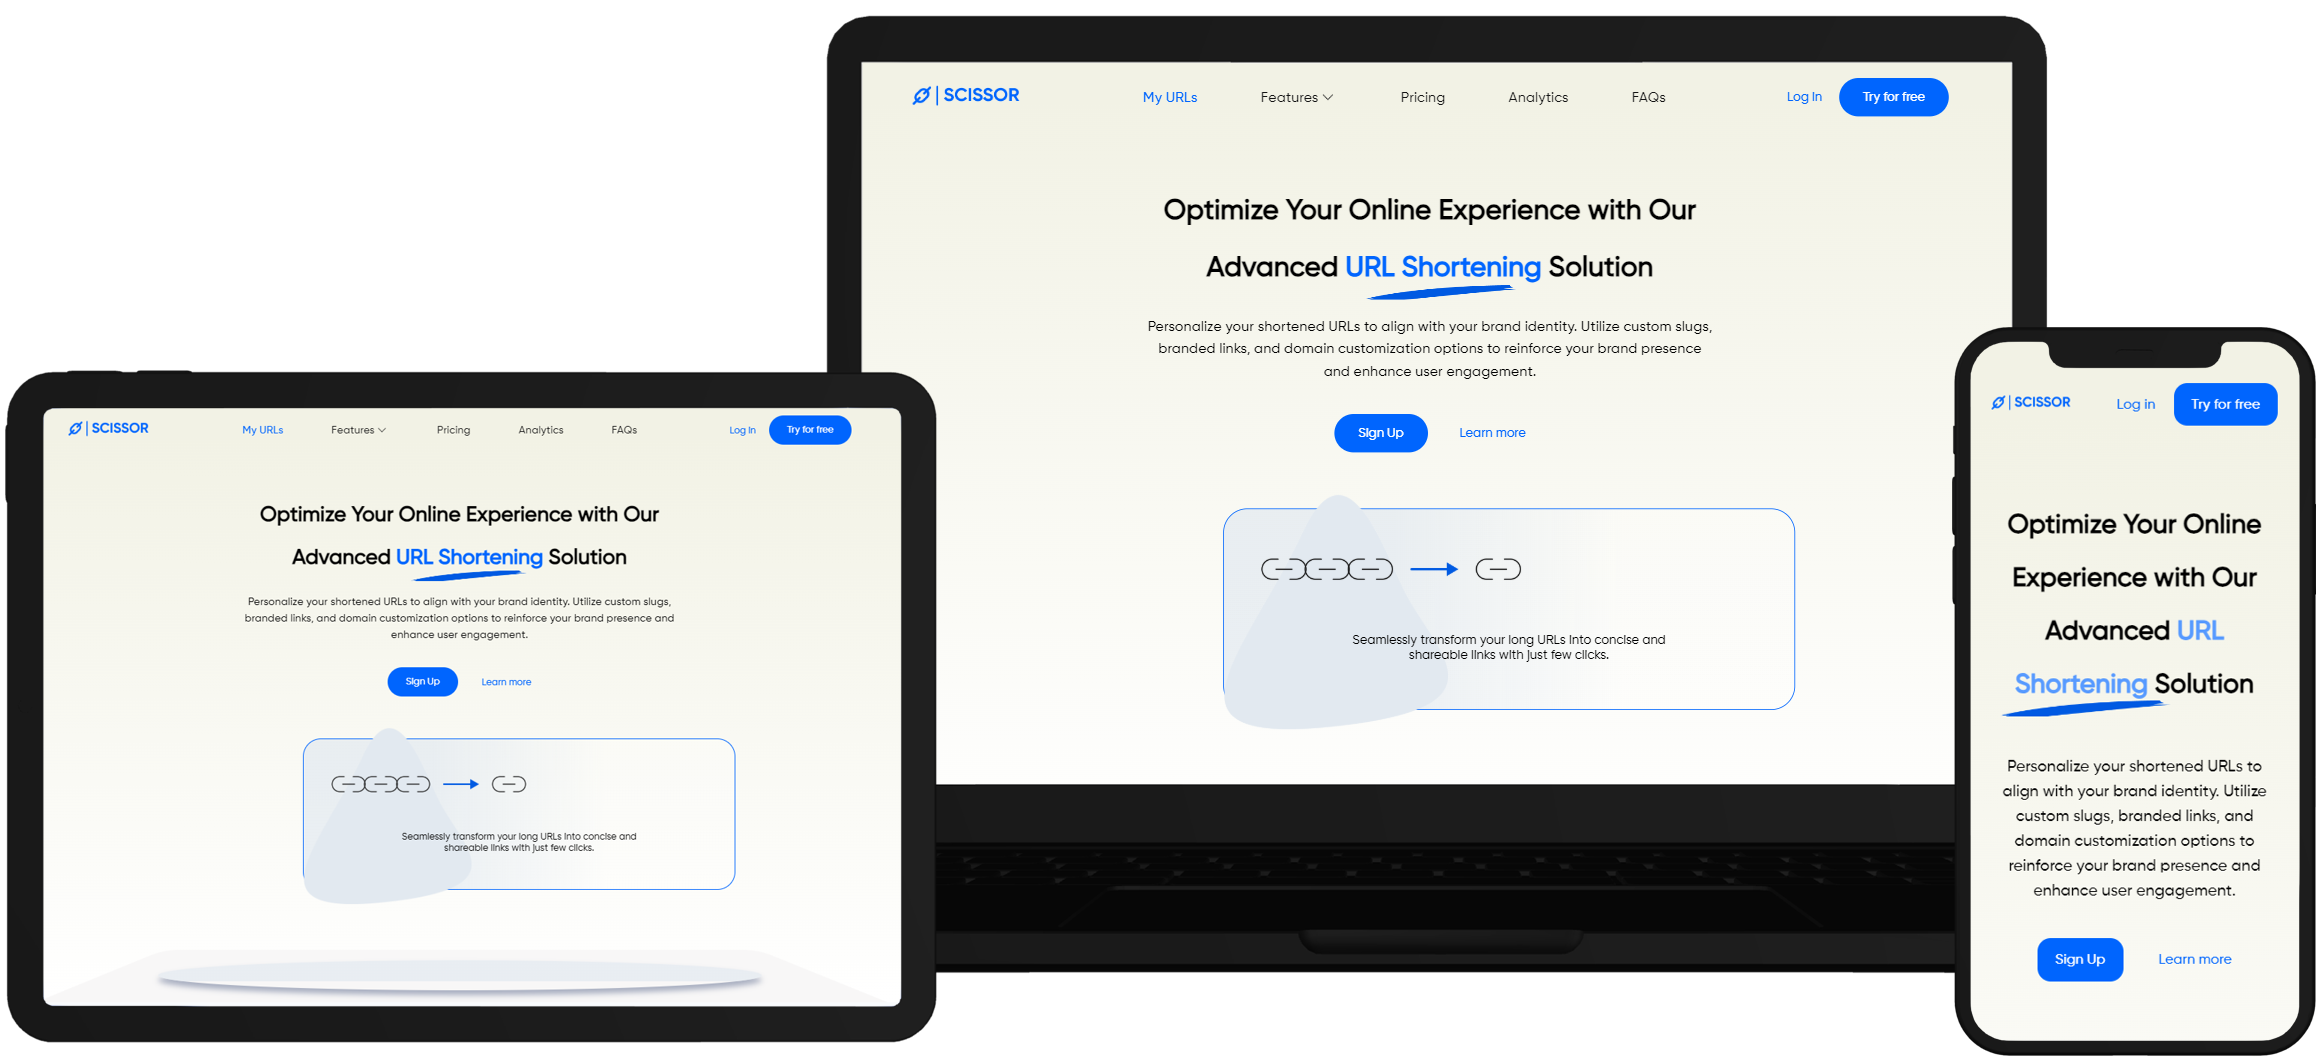 SCISSOR
My URLs Features Pricing Analytics FAQs Log In Try for free
Optimize Your Online Experience with Our
Advanced URL Shortening Solution
Personalize your shortened URLs to align with your brand identity. Utilize custom slugs,
branded links, and domain customization options to reinforce your brand presence
and enhance user engagement.
Sign Up Learn more
Seamlessly transform your long URLs into concise and
shareable links with just few clicks.
SCISSOR
My URLs Features Pricing Analytics FAQs Log In Try for free
Optimize Your Online Experience with Our
Advanced URL Shortening Solution
Personalize your shortened URLs to align with your brand identity. Utilize custom slugs,
branded links, and domain customization options to reinforce your brand presence and
enhance user engagement.
Sign Up Learn more
Seamlessly transform your long URLs into concise and
shareable links with just few clicks.
SCISSOR Log in Try for free
Optimize Your Online
Experience with Our
Advanced URL
Shortening Solution
Personalize your shortened URLs to
align with your brand identity. Utilize
custom slugs, branded links, and
domain customization options to
reinforce your brand presence and
enhance user engagement.
Sign Up Learn more